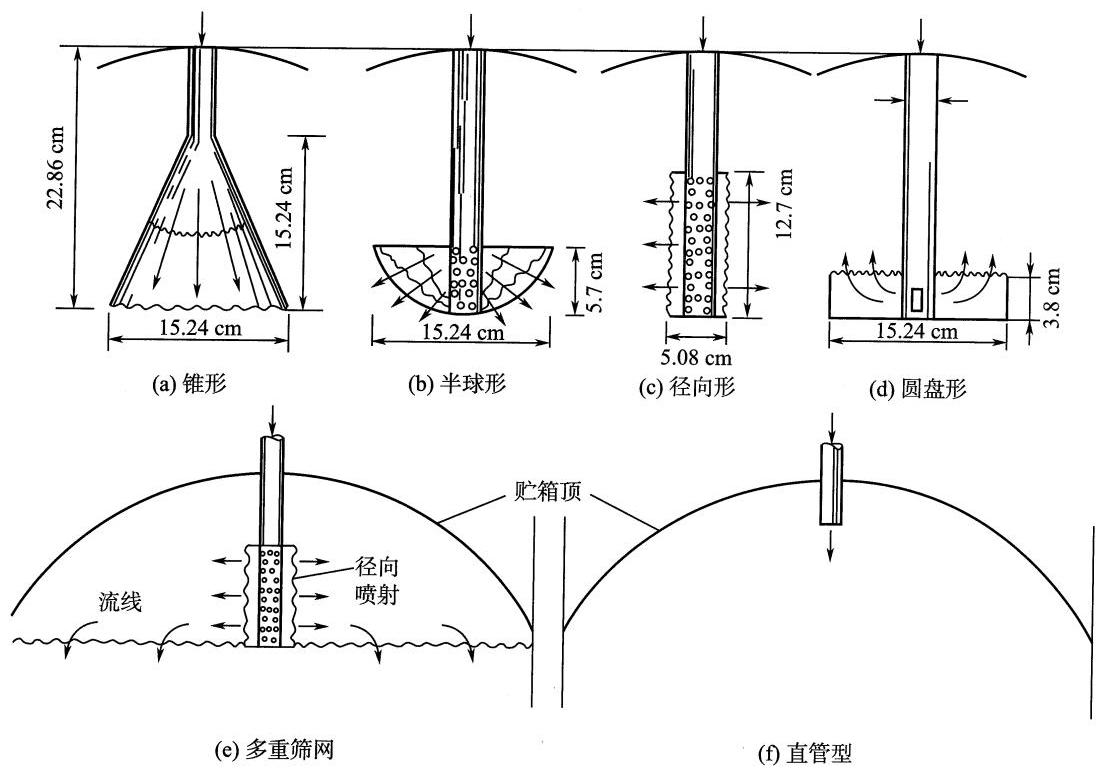 22.86 cm
15.24 cm
15.24 cm
(a) 锥形
5.7 cm
15.24 cm
(b) 半球形
12.7 cm
5.08 cm
(c) 径向形
3.8 cm
15.24 cm
(d) 圆盘形
贮箱顶
径向
喷射
流线
(e) 多重筛网
(f) 直管型